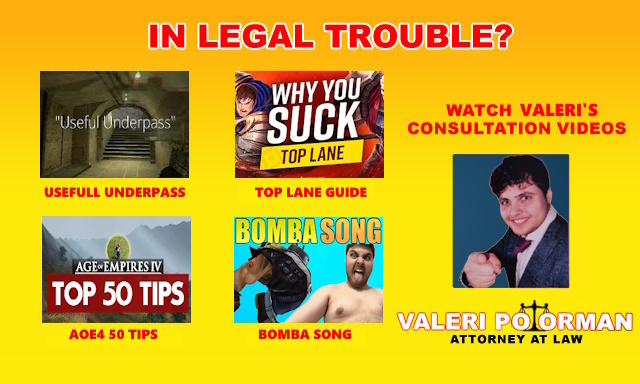 IN LEGAL TROUBLE?
"Useful Underpass"
USEFULL UNDERPASS
WHY YOU
SUCK
TOP LANE
TOP LANE GUIDE
AGE OF EMPIRES IV
TOP 50 TIPS
AOE4 50 TIPS
BOMBA SONG
BOMBA SONG
WATCH VALERI'S
CONSULTATION VIDEOS
VALERI POTORMAN
ATTORNEY AT LAW